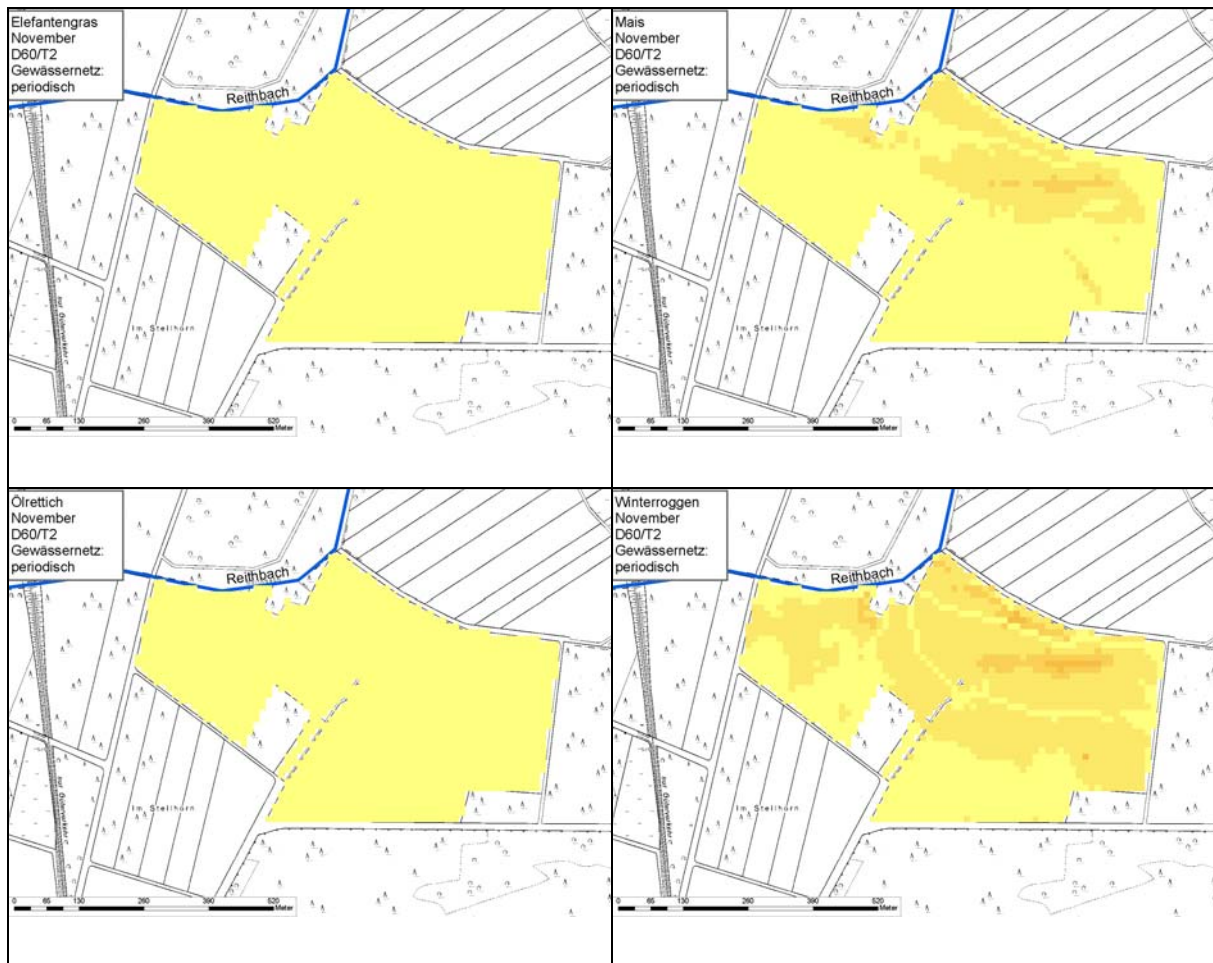 Elefantengras
November
D60/T2
Gewässernetz:
periodisch
Reithbach
Im Stellhorn
0 65 130 260 390 520
Meter
Mais
November
D60/T2
Gewässernetz:
periodisch
Reithbach
Im Stellhorn
0 65 130 260 390 520
Meter
Ölrettich
November
D60/T2
Gewässernetz:
periodisch
Reithbach
Im Stellhorn
0 65 130 260 390 520
Meter
Winterroggen
November
D60/T2
Gewässernetz:
periodisch
Reithbach
Im Stellhorn
0 65 130 260 390 520
Meter